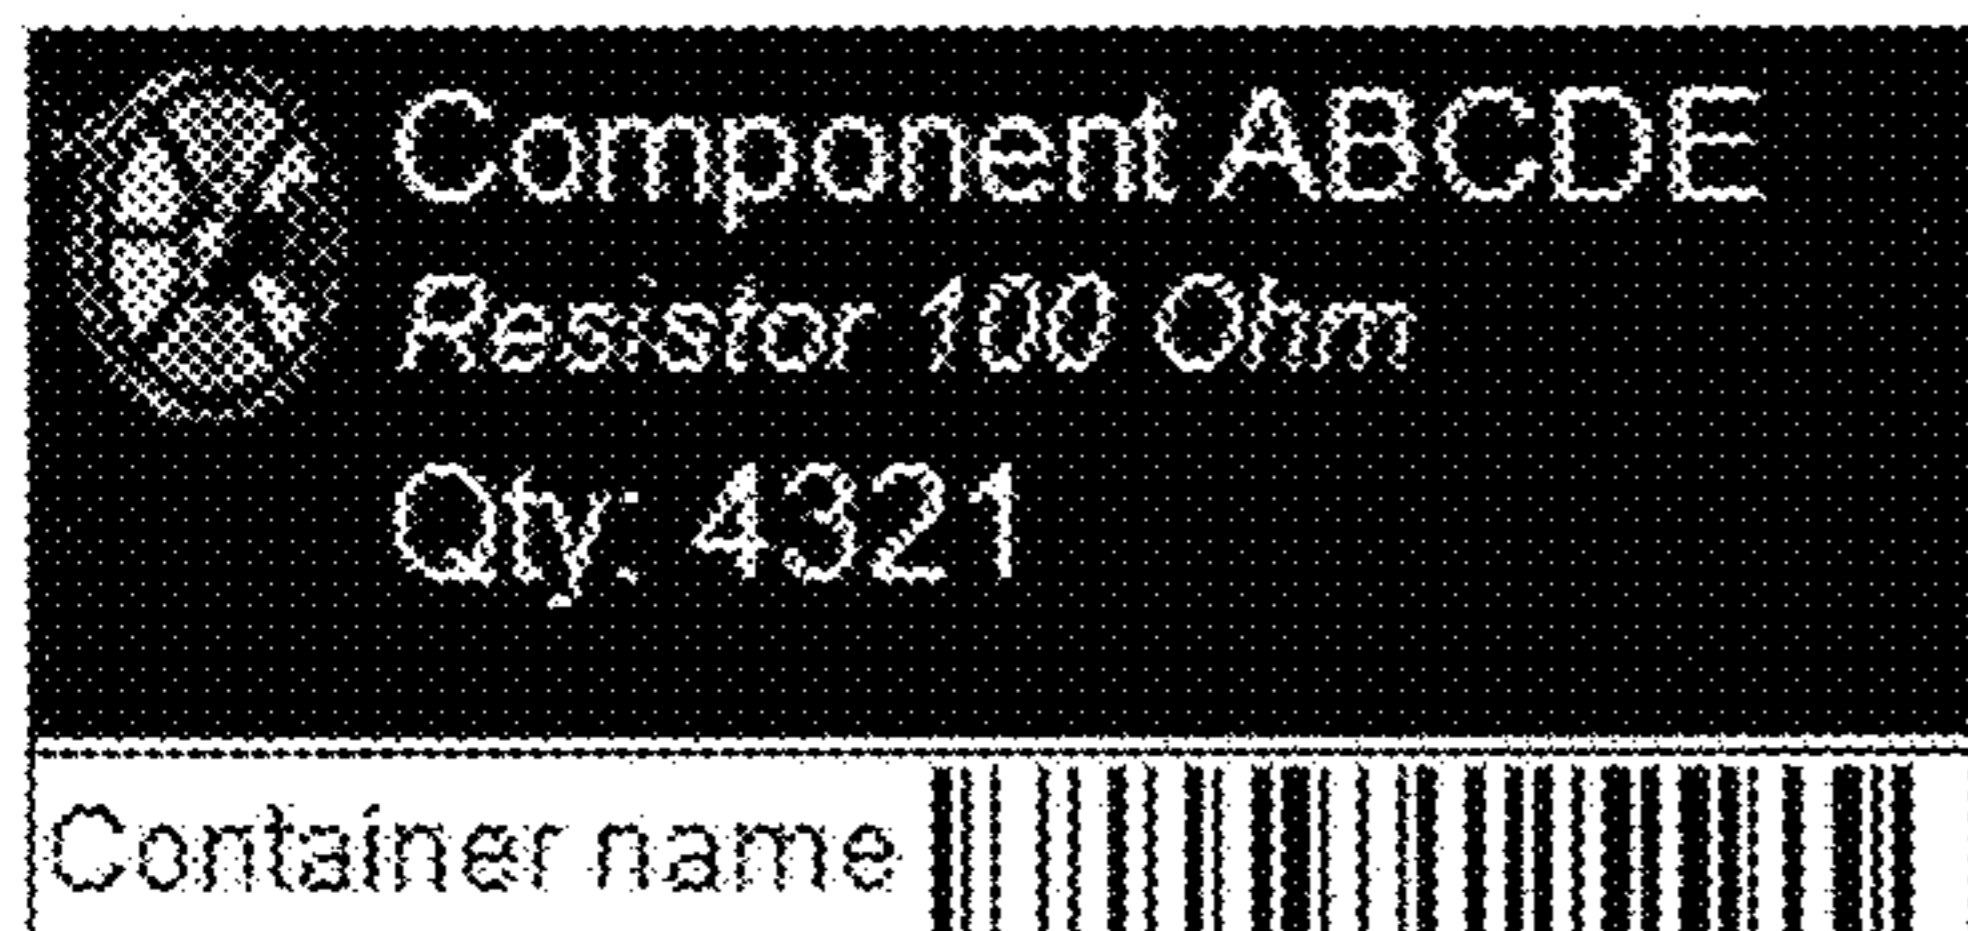 Component ABCDE
Resistor 100 Ohm
Qty: 4321
Container name